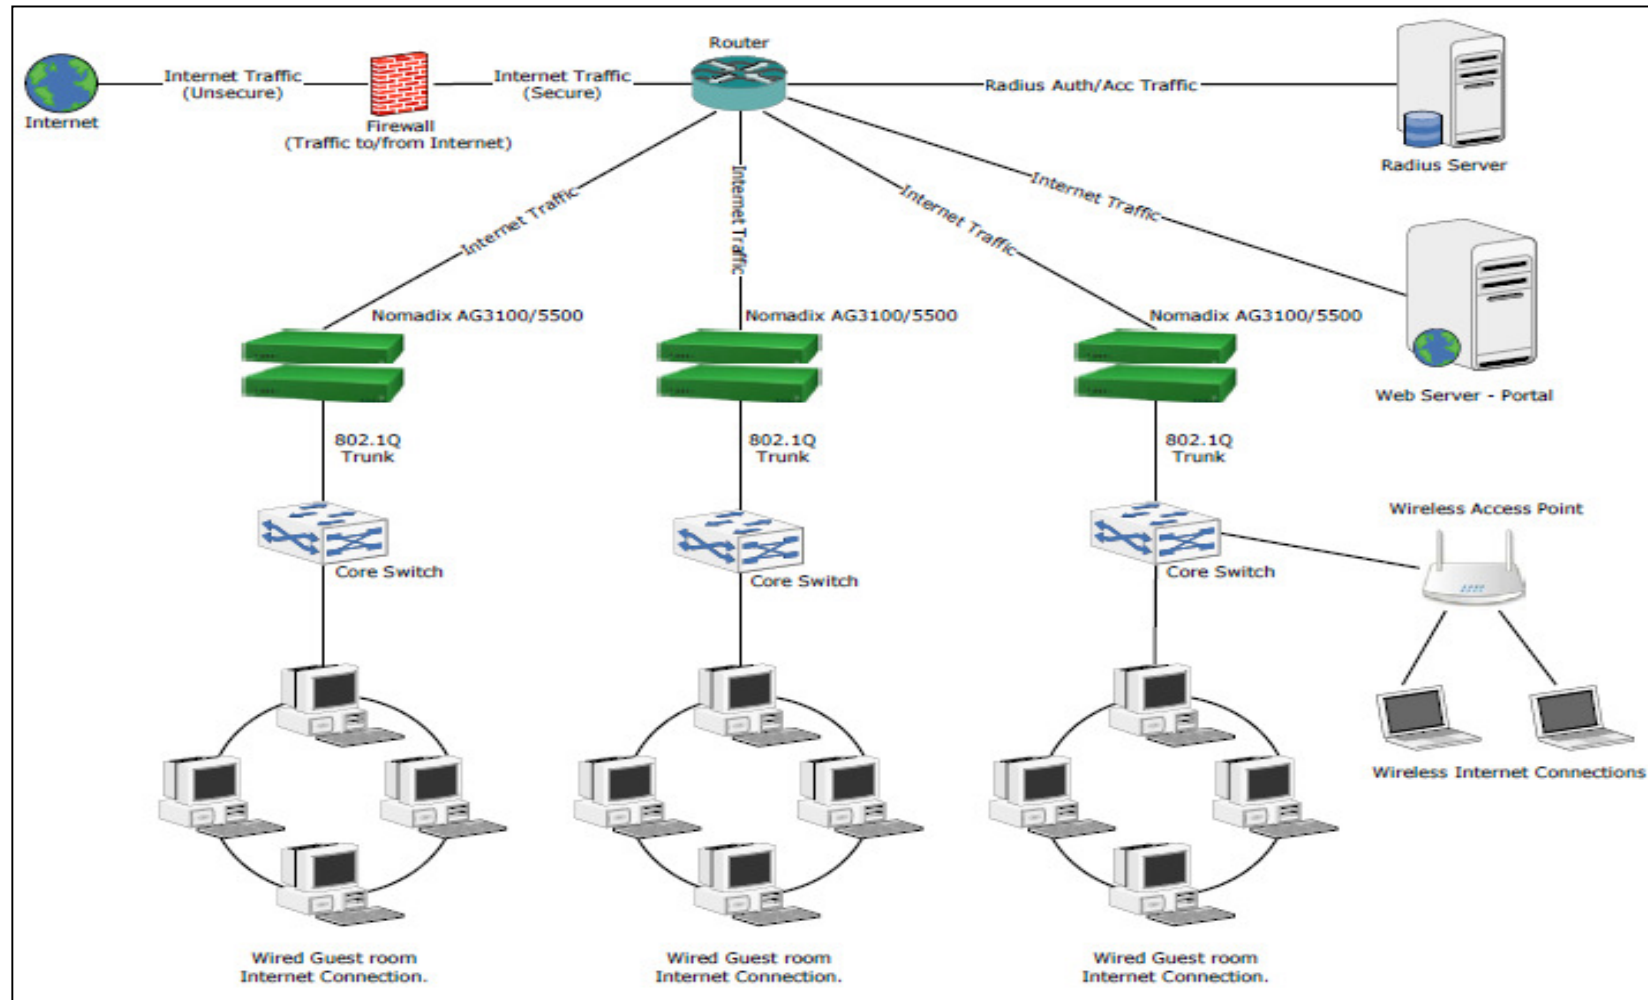 Router
Internet Traffic
(Unsecure)
Internet Traffic
(Secure)
Radius Auth/Acc Traffic
Internet
Firewall
(Traffic to/from Internet)
Radius Server
Internet Traffic
Internet Traffic
Internet Traffic
Internet Traffic
Nomadix AG3100/5500
Nomadix AG3100/5500
Nomadix AG3100/5500
Web Server - Portal
802.1Q
Trunk
802.1Q
Trunk
802.1Q
Trunk
Wireless Access Point
Core Switch
Core Switch
Core Switch
Wireless Internet Connections
Wired Guest room
Internet Connection.
Wired Guest room
Internet Connection.
Wired Guest room
Internet Connection.